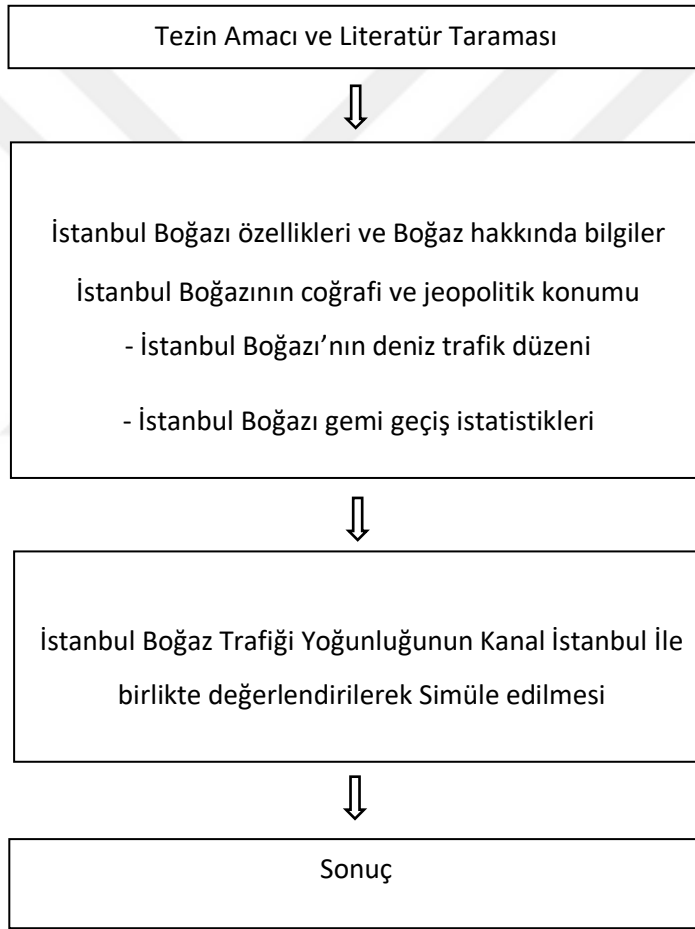 Tezin Amacı ve Literatür Taraması
İstanbul Boğazı özellikleri ve Boğaz hakkında bilgiler
İstanbul Boğazının coğrafi ve jeopolitik konumu
- İstanbul Boğazı’nın deniz trafik düzeni
- İstanbul Boğazı gemi geçiş istatistikleri
İstanbul Boğaz Trafiği Yoğunluğunun Kanal İstanbul İle
birlikte değerlendirilerek Simüle edilmesi
Sonuç